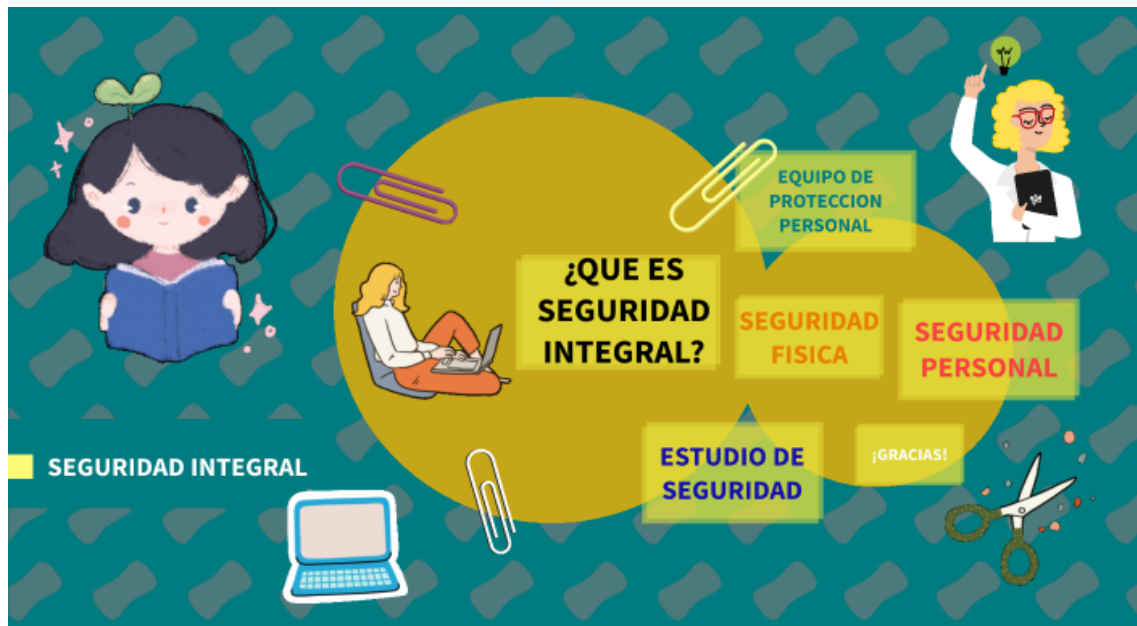 EQUIPO DE
PROTECCION
PERSONAL
¿QUE ES
SEGURIDAD
INTEGRAL?
SEGURIDAD
FISICA
SEGURIDAD
PERSONAL
SEGURIDAD INTEGRAL
ESTUDIO DE
SEGURIDAD
¡GRACIAS!